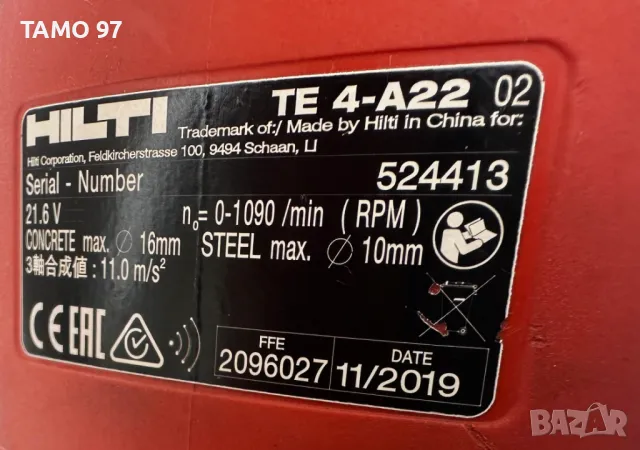 TAMO 97
HILTI TE 4-A22 02
Trademark of:/ Made by Hilti in China for:
Hilti Corporation, Feldkircherstrasse 100, 9494 Schaan, LI
Serial - Number 524413
21.6 V n₀= 0-1090 /min ( RPM )
CONCRETE max. ∅ 16mm STEEL max. ∅ 10mm
3軸合成値 : 11.0 m/s²
CE EAC
FFE DATE
2096027 11/2019
BAZAR